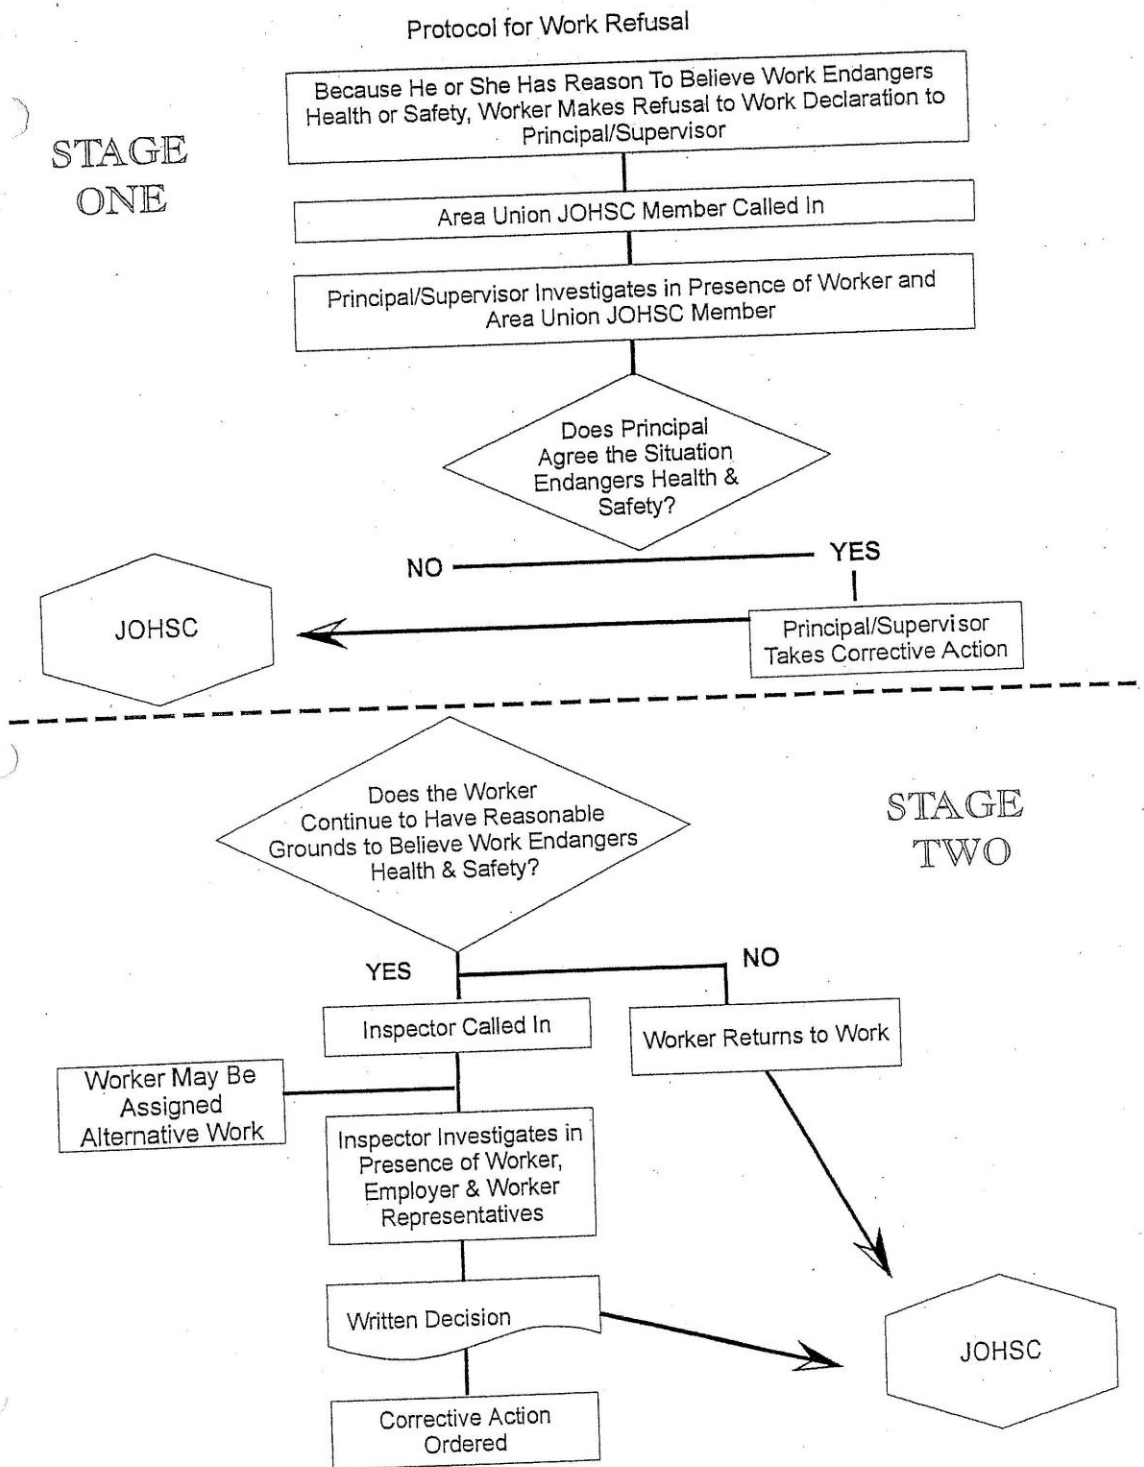 Protocol for Work Refusal
STAGE
ONE
Because He or She Has Reason To Believe Work Endangers
Health or Safety, Worker Makes Refusal to Work Declaration to
Principal/Supervisor
Area Union JOHSC Member Called In
Principal/Supervisor Investigates in Presence of Worker and
Area Union JOHSC Member
Does Principal
Agree the Situation
Endangers Health &
Safety?
NO
YES
JOHSC
Principal/Supervisor
Takes Corrective Action
STAGE
TWO
Does the Worker
Continue to Have Reasonable
Grounds to Believe Work Endangers
Health & Safety?
YES
NO
Inspector Called In
Worker Returns to Work
Worker May Be
Assigned
Alternative Work
Inspector Investigates in
Presence of Worker,
Employer & Worker
Representatives
Written Decision
JOHSC
Corrective Action
Ordered